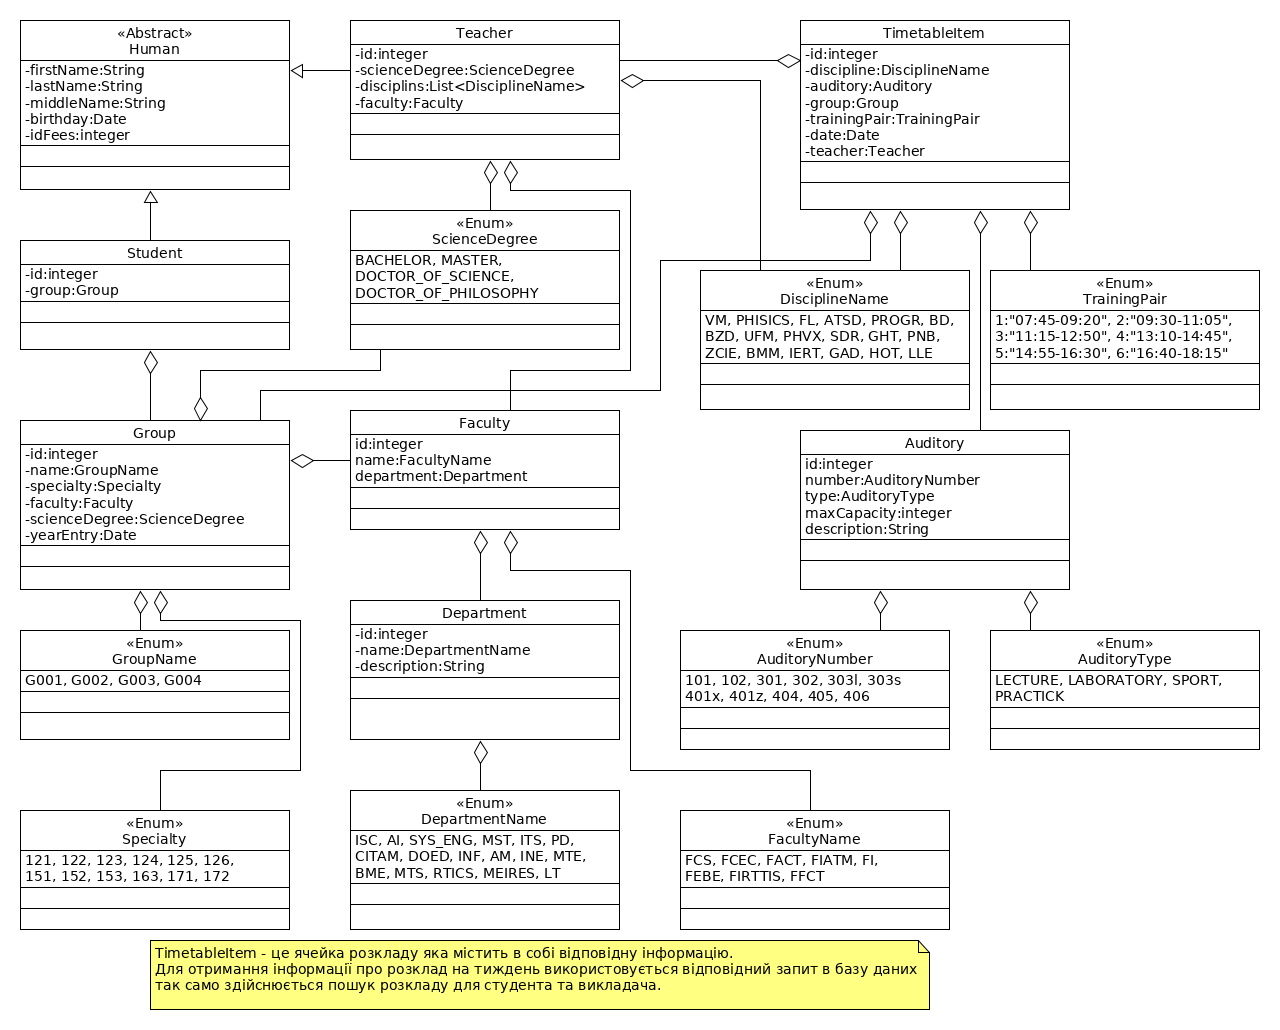 «Abstract»
Human
-firstName:String
-lastName:String
-middleName:String
-birthday:Date
-idFees:integer
Teacher
-id:integer
-scienceDegree:ScienceDegree
-disciplins:List<DisciplineName>
-faculty:Faculty
TimetableItem
-id:integer
-discipline:DisciplineName
-auditory:Auditory
-group:Group
-trainingPair:TrainingPair
-date:Date
-teacher:Teacher
Student
-id:integer
-group:Group
«Enum»
ScienceDegree
BACHELOR, MASTER,
DOCTOR_OF_SCIENCE,
DOCTOR_OF_PHILOSOPHY
«Enum»
DisciplineName
VM, PHISICS, FL, ATSD, PROGR, BD,
BZD, UFM, PHVX, SDR, GHT, PNB,
ZCIE, BMM, IERT, GAD, HOT, LLE
«Enum»
TrainingPair
1:"07:45-09:20", 2:"09:30-11:05",
3:"11:15-12:50", 4:"13:10-14:45",
5:"14:55-16:30", 6:"16:40-18:15"
Group
-id:integer
-name:GroupName
-specialty:Specialty
-faculty:Faculty
-scienceDegree:ScienceDegree
-yearEntry:Date
Faculty
id:integer
name:FacultyName
department:Department
Auditory
id:integer
number:AuditoryNumber
type:AuditoryType
maxCapacity:integer
description:String
«Enum»
GroupName
G001, G002, G003, G004
Department
-id:integer
-name:DepartmentName
-description:String
«Enum»
AuditoryNumber
101, 102, 301, 302, 303l, 303s
401x, 401z, 404, 405, 406
«Enum»
AuditoryType
LECTURE, LABORATORY, SPORT,
PRACTICK
«Enum»
Specialty
121, 122, 123, 124, 125, 126,
151, 152, 153, 163, 171, 172
«Enum»
DepartmentName
ISC, AI, SYS_ENG, MST, ITS, PD,
CITAM, DOED, INF, AM, INE, MTE,
BME, MTS, RTICS, MEIRES, LT
«Enum»
FacultyName
FCS, FCEC, FACT, FIATM, FI,
FEBE, FIRTTIS, FFCT
TimetableItem - це ячейка розкладу яка містить в собі відповідну інформацію.
Для отримання інформації про розклад на тиждень використовується відповідний запит в базу даних
так само здійснюється пошук розкладу для студента та викладача.